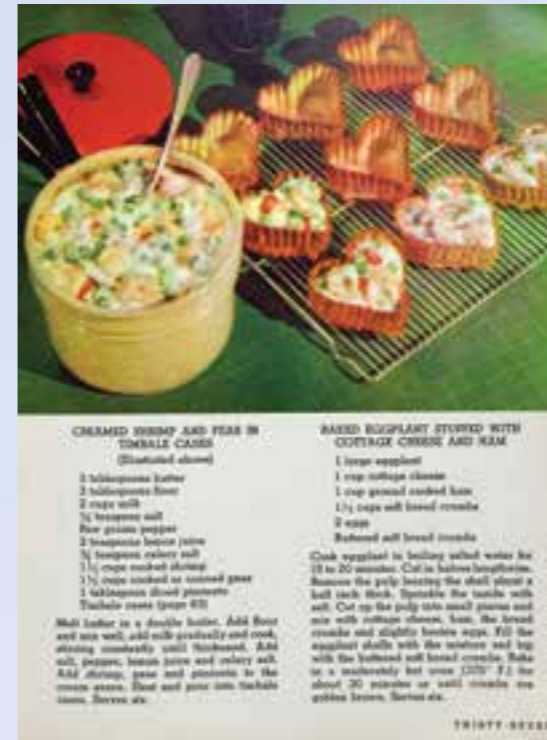 CREAMED SHRIMP AND PEAS IN
TIMBALE CASES
(Illustrated above)
3 tablespoons butter
3 tablespoons flour
2 cups milk
teaspoon salt
Few grains pepper
2 teaspoons lemon juice
teaspoon celery salt
1½ cups cooked shrimp
1½ cups cooked or canned peas
1 tablespoon diced pimiento
Timbale cases (page 85)
Melt butter in a double boiler. Add flour
and mix well, add milk gradually and cook,
stirring constantly until thickened. Add
salt, pepper, lemon juice and celery salt.
Add shrimp, peas and pimiento to the
cream sauce. Heat and pour into timbale
cases. Serves six.
BAKED EGGPLANT STUFFED WITH
COTTAGE CHEESE AND HAM
1 large eggplant
1 cup cottage cheese
1 cup ground cooked ham
1½ cups soft bread crumbs
2 eggs
Buttered soft bread crumbs
Cook eggplant in boiling salted water for
15 to 20 minutes. Cut in halves lengthwise.
Remove the pulp leaving the shell about a
half inch thick. Sprinkle the inside with
salt. Cut up the pulp into small pieces and
mix with cottage cheese, ham, the bread
crumbs and slightly beaten eggs. Fill the
eggplant shells with the mixture and top
with the buttered soft bread crumbs. Bake
in a moderately hot oven (375° F.) for
about 30 minutes or until crumbs are
golden brown. Serves six.
THIRTY-SEVEN